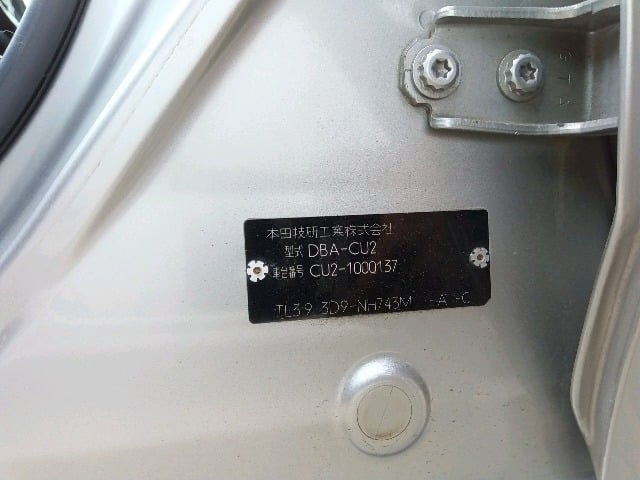 本田技研工業株式会社
型式 DBA-CU2
車台番号 CU2-1000137
TL39 3D9-NH743M -A -C